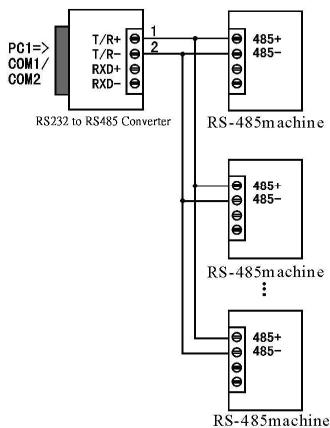 PC1=>
COM1/
COM2
T/R+
T/R-
RXD+
RXD-
1
2
RS232 to RS485 Converter
485+
485-
RS-485machine
485+
485-
RS-485machine
485+
485-
RS-485machine